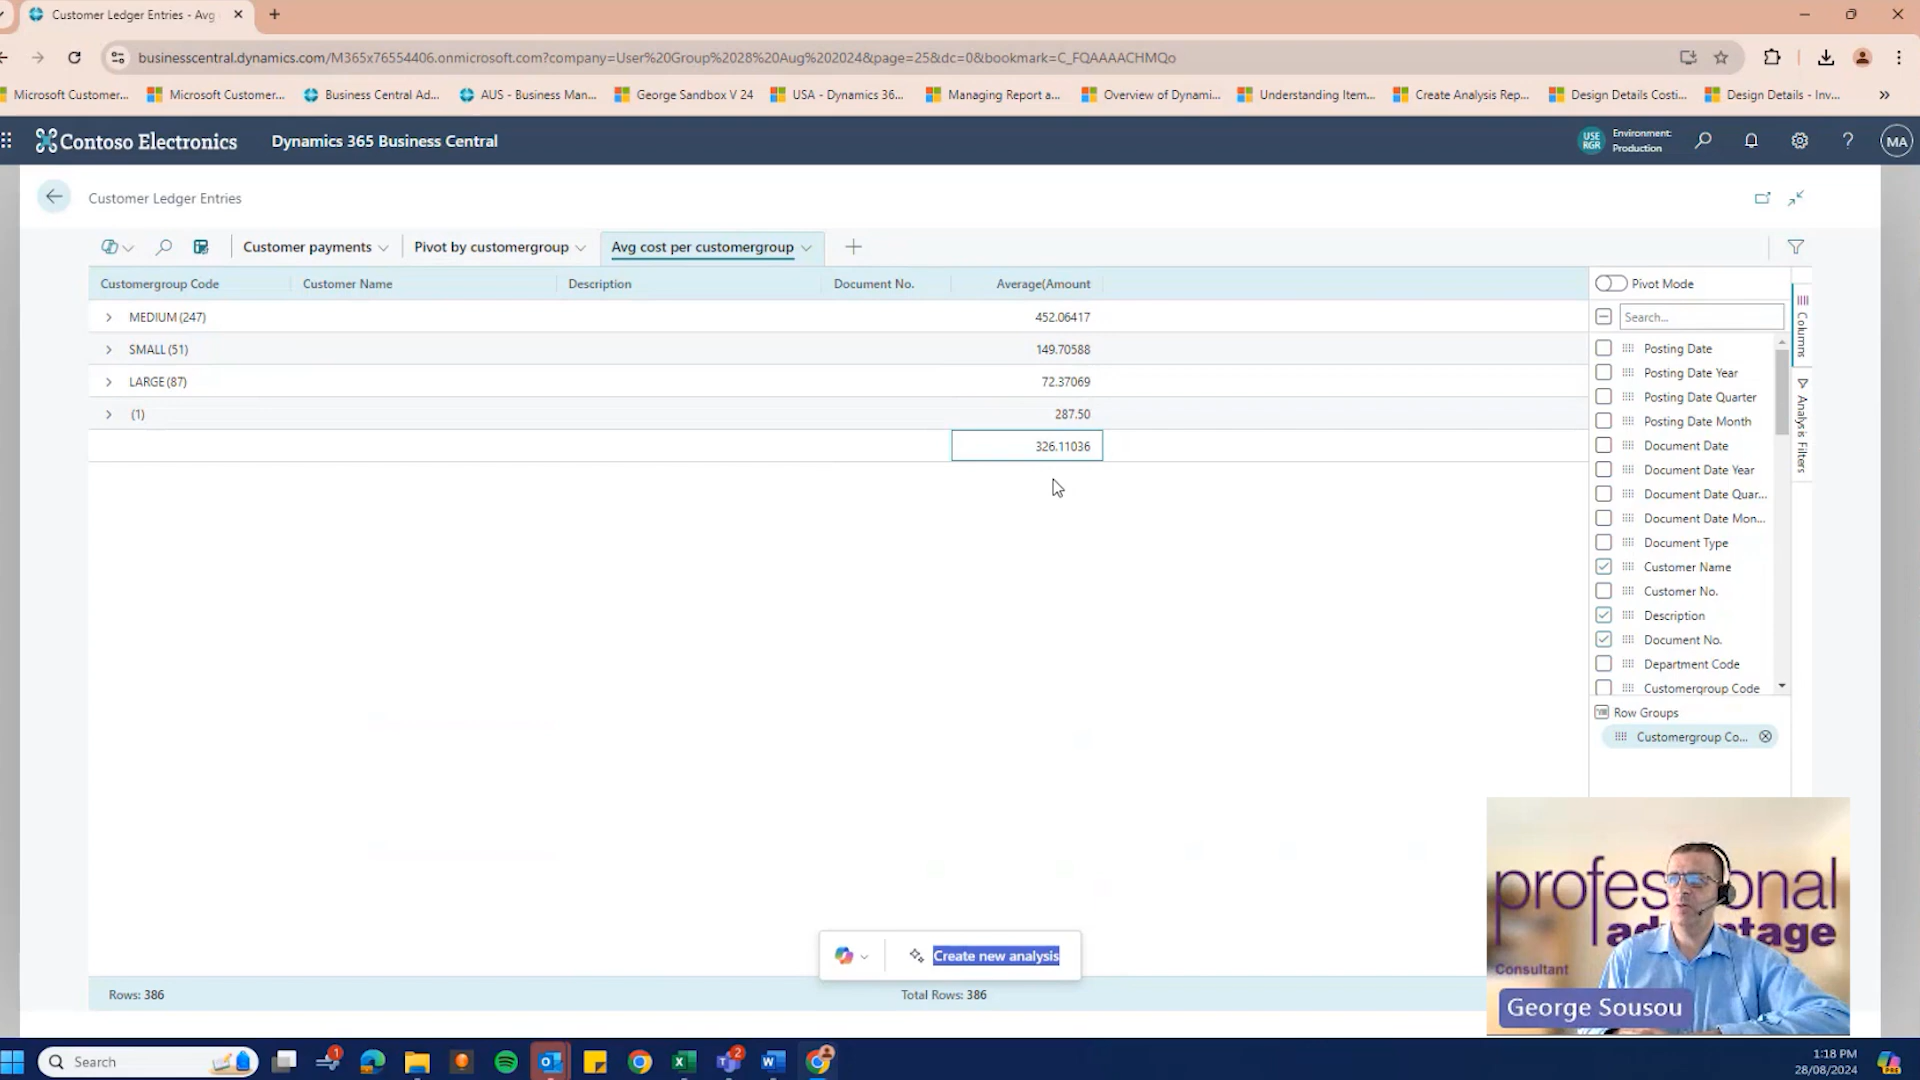 Customer Ledger Entries - Avg
businesscentral.dynamics.com/M365x76554406.onmicrosoft.com?company=User%20Group%2028%20Aug%202024&page=25&dc=0&bookmark=C_FQAAAACHMQo
Microsoft Customer... Microsoft Customer... Business Central Ad... AUS - Business Man... George Sandbox V 24 USA - Dynamics 36... Managing Report a... Overview of Dynami... Understanding Item... Create Analysis Rep... Design Details Costi... Design Details - Inv... »
Contoso Electronics Dynamics 365 Business Central USE RGR Environment: Production ? MA
Customer Ledger Entries
Customer payments Pivot by customergroup Avg cost per customergroup
Customergroup Code Customer Name Description Document No. Average(Amount
MEDIUM (247) 452.06417
SMALL (51) 149.70588
LARGE (87) 72.37069
(1) 287.50
326.11036
Pivot Mode
Search...
Posting Date
Posting Date Year
Posting Date Quarter
Posting Date Month
Document Date
Document Date Year
Document Date Quar...
Document Date Mon...
Document Type
Customer Name
Customer No.
Description
Document No.
Department Code
Customergroup Code
Row Groups
Customergroup Co...
Columns
Analysis Filters
Create new analysis
Rows: 386 Total Rows: 386
professional
advantage
Consultant
George Sousou
Search 1 2 1:18 PM
28/08/2024
PRE